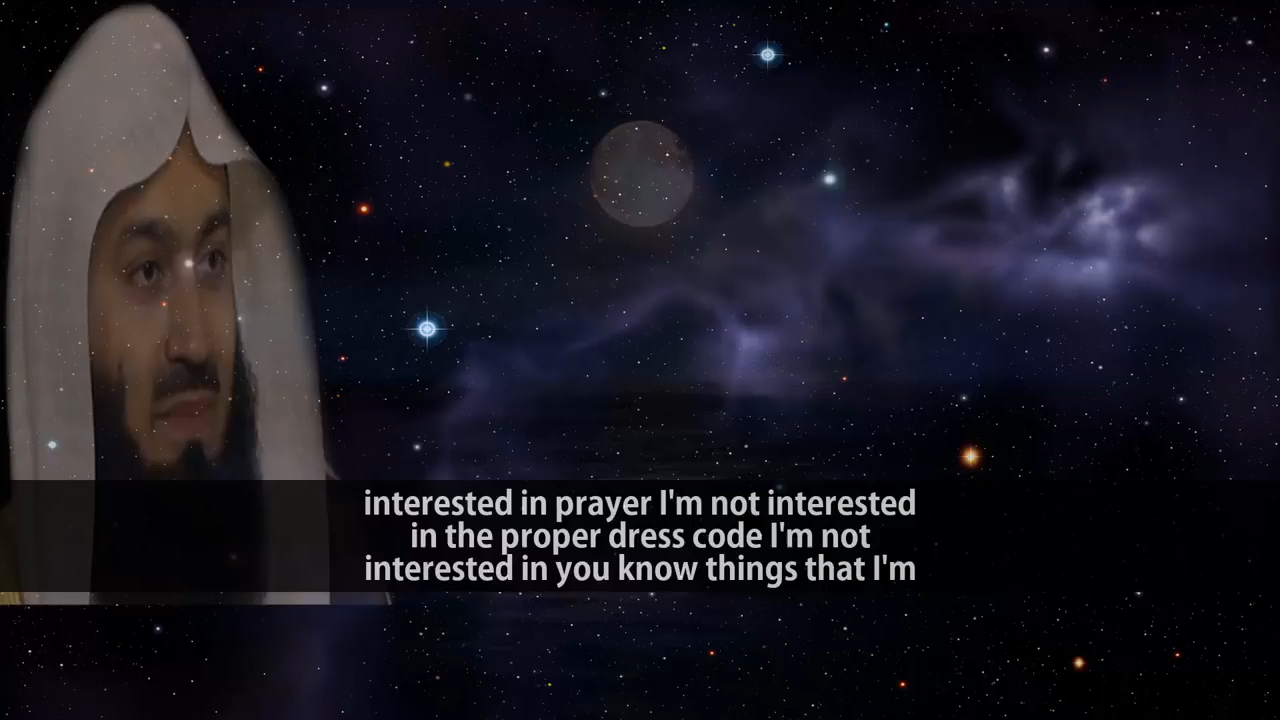 interested in prayer I'm not interested
in the proper dress code I'm not
interested in you know things that I'm